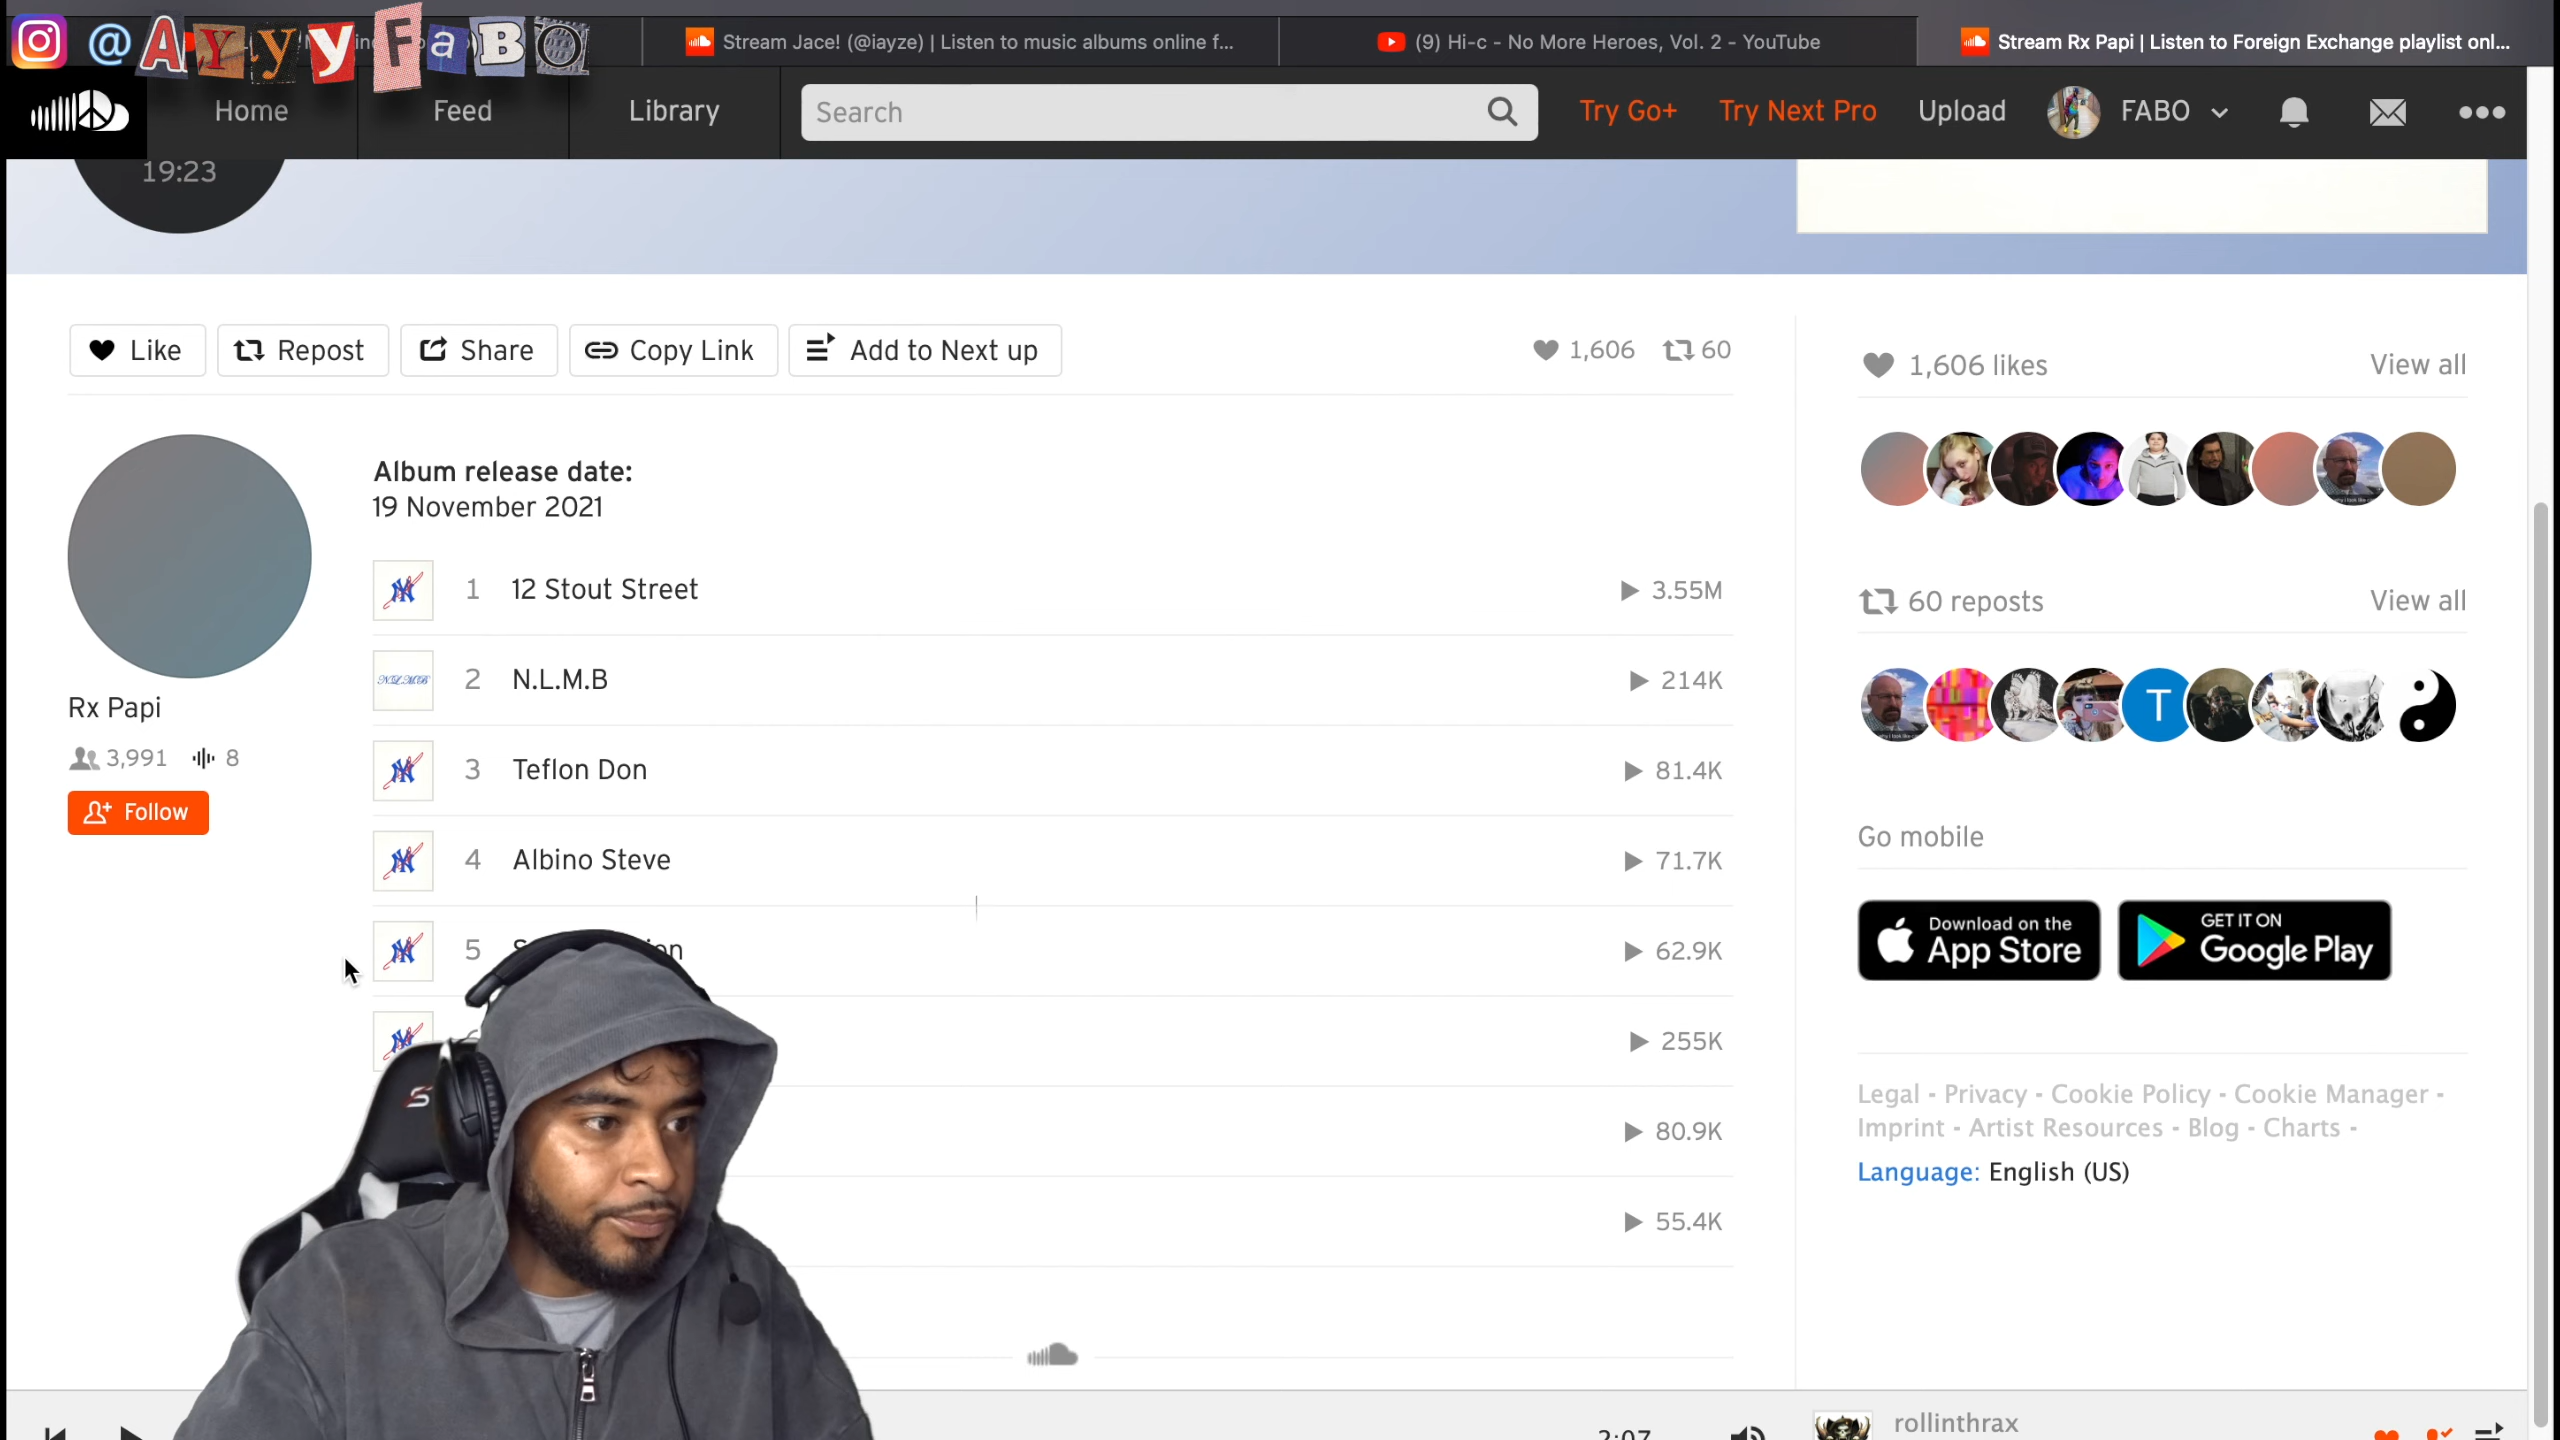 @AYyyFaBO
Stream Jace! (@iayze) | Listen to music albums online f...
(9) Hi-c - No More Heroes, Vol. 2 - YouTube
Stream Rx Papi | Listen to Foreign Exchange playlist onl...
Home
Feed
Library
Search
Try Go+
Try Next Pro
Upload
FABO
19:23
Like
Repost
Share
Copy Link
Add to Next up
1,606
60
1,606 likes
View all
Album release date:
19 November 2021
1 12 Stout Street 3.55M
N.L.M.B
2 N.L.M.B 214K
3 Teflon Don 81.4K
4 Albino Steve 71.7K
5 62.9K
255K
80.9K
55.4K
Rx Papi
3,991 8
Follow
60 reposts
View all
T
Go mobile
Download on the
App Store
GET IT ON
Google Play
Legal - Privacy - Cookie Policy - Cookie Manager -
Imprint - Artist Resources - Blog - Charts -
Language: English (US)
2:07
rollinthrax